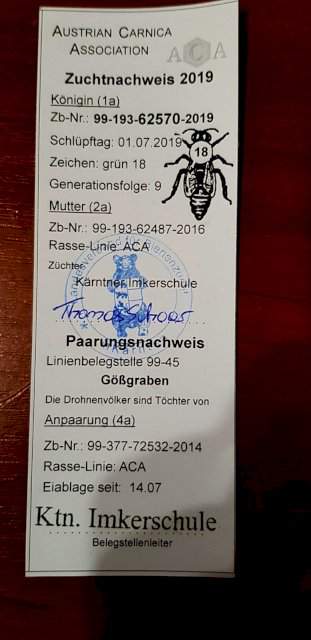 AUSTRIAN CARNICA
ASSOCIATION
ACA
Zuchtnachweis 2019
Königin (1a)
Zb-Nr.: 99-193-62570-2019
Schlüpftag: 01.07.2019
18
Zeichen: grün 18
Generationsfolge: 9
Mutter (2a)
Zb-Nr.: 99-193-62487-2016
Rasse-Linie: ACA
Züchter
Kärntner Imkerschule
Paarungsnachweis
Linienbelegstelle 99-45
Gößgraben
Die Drohnenvölker sind Töchter von
Anpaarung (4a)
Zb-Nr.: 99-377-72532-2014
Rasse-Linie: ACA
Eiablage seit: 14.07
Ktn. Imkerschule
Belegstellenleiter